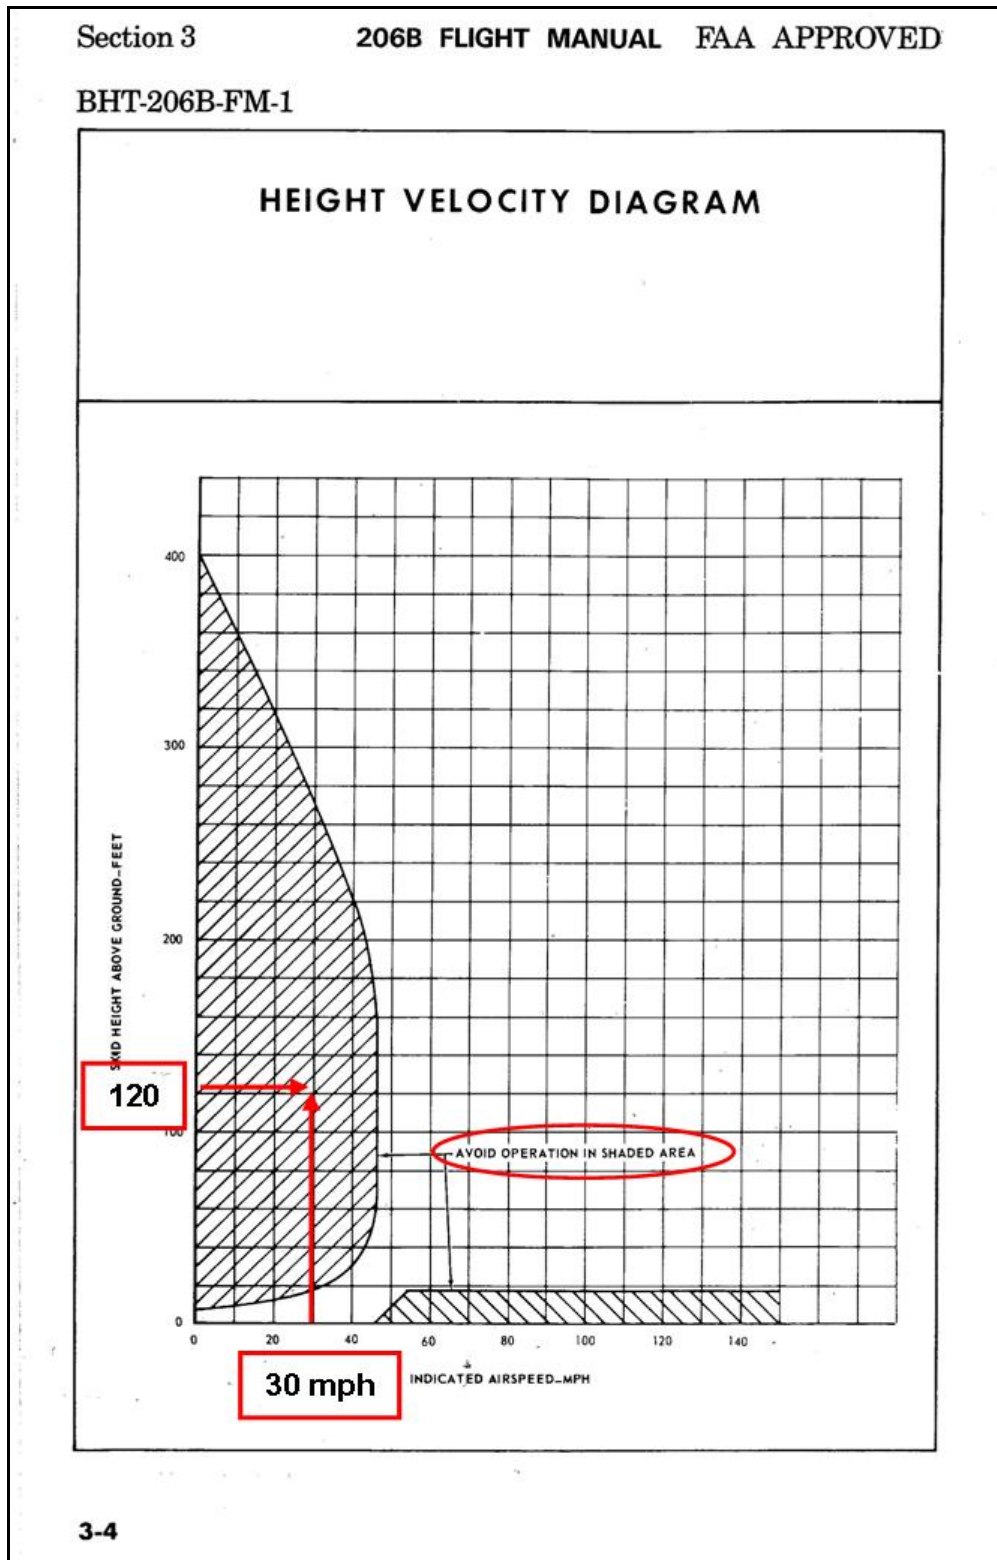 Section 3 206B FLIGHT MANUAL FAA APPROVED
BHT-206B-FM-1
HEIGHT VELOCITY DIAGRAM
400
300
200
100
0
SKID HEIGHT ABOVE GROUND–FEET
120
AVOID OPERATION IN SHADED AREA
0 20 40 60 80 100 120 140
30 mph
INDICATED AIRSPEED–MPH
3-4